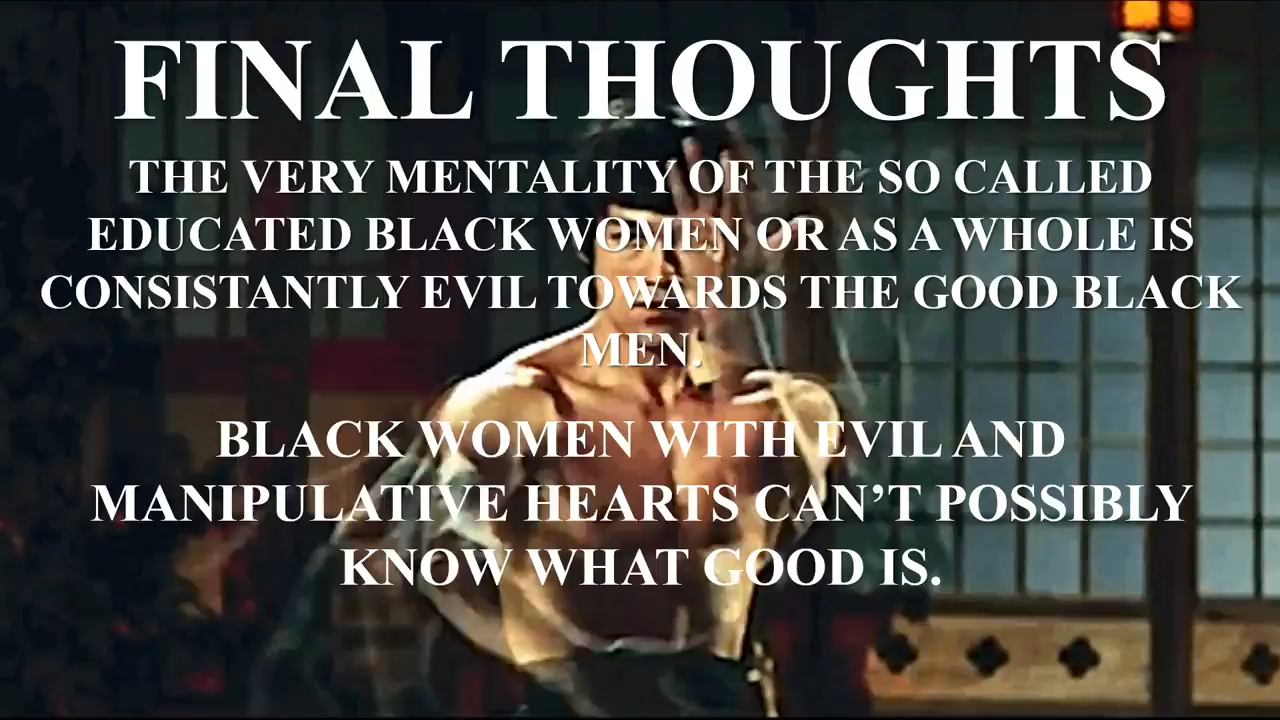 FINAL THOUGHTS
THE VERY MENTALITY OF THE SO CALLED
EDUCATED BLACK WOMEN OR AS A WHOLE IS
CONSISTANTLY EVIL TOWARDS THE GOOD BLACK
MEN.
BLACK WOMEN WITH EVIL AND
MANIPULATIVE HEARTS CAN’T POSSIBLY
KNOW WHAT GOOD IS.